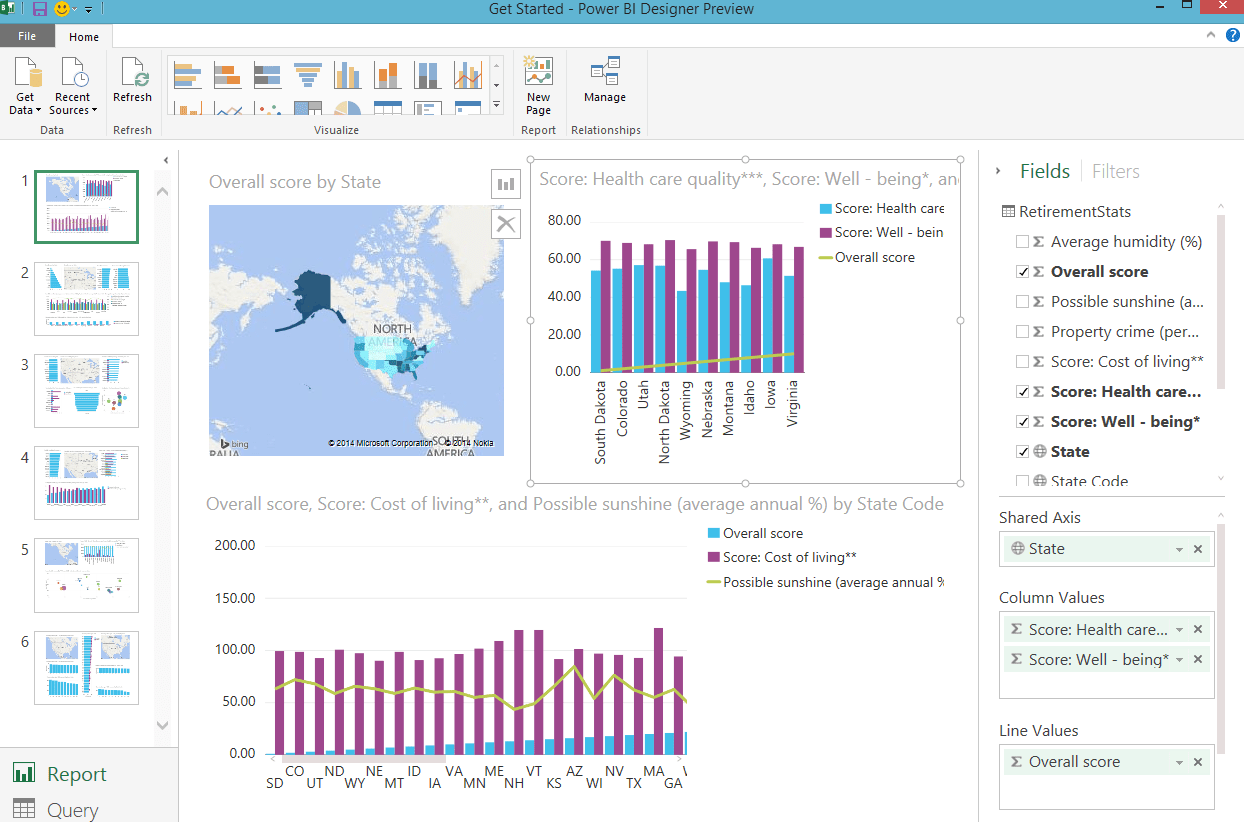 Get Started - Power BI Designer Preview
File
Home
Get Data
Recent Sources
Refresh
New Page
Manage
Data
Refresh
Visualize
Report
Relationships
1
2
3
4
5
6
Report
Query
Overall score by State
NORTH
AMERICA
SOUTH
AMERICA
RALIA
bing
© 2014 Microsoft Corporation © 2014 Nokia
Score: Health care quality***, Score: Well - being*, and
Score: Health care
Score: Well - bein
Overall score
80.00
60.00
40.00
20.00
0.00
South Dakota
Colorado
Utah
North Dakota
Wyoming
Nebraska
Montana
Idaho
Iowa
Virginia
Overall score, Score: Cost of living**, and Possible sunshine (average annual %) by State Code
Overall score
Score: Cost of living**
Possible sunshine (average annual %
200.00
150.00
100.00
50.00
0.00
SD CO UT ND WY NE MT ID IA VA MN ME NH VT KS AZ WI NV TX MA GA
Fields
Filters
RetirementStats
Σ Average humidity (%)
Σ Overall score
Σ Possible sunshine (a...
Σ Property crime (per...
Σ Score: Cost of living**
Σ Score: Health care...
Σ Score: Well - being*
State
State Code
Shared Axis
State
Column Values
Σ Score: Health care...
Σ Score: Well - being*
Line Values
Σ Overall score